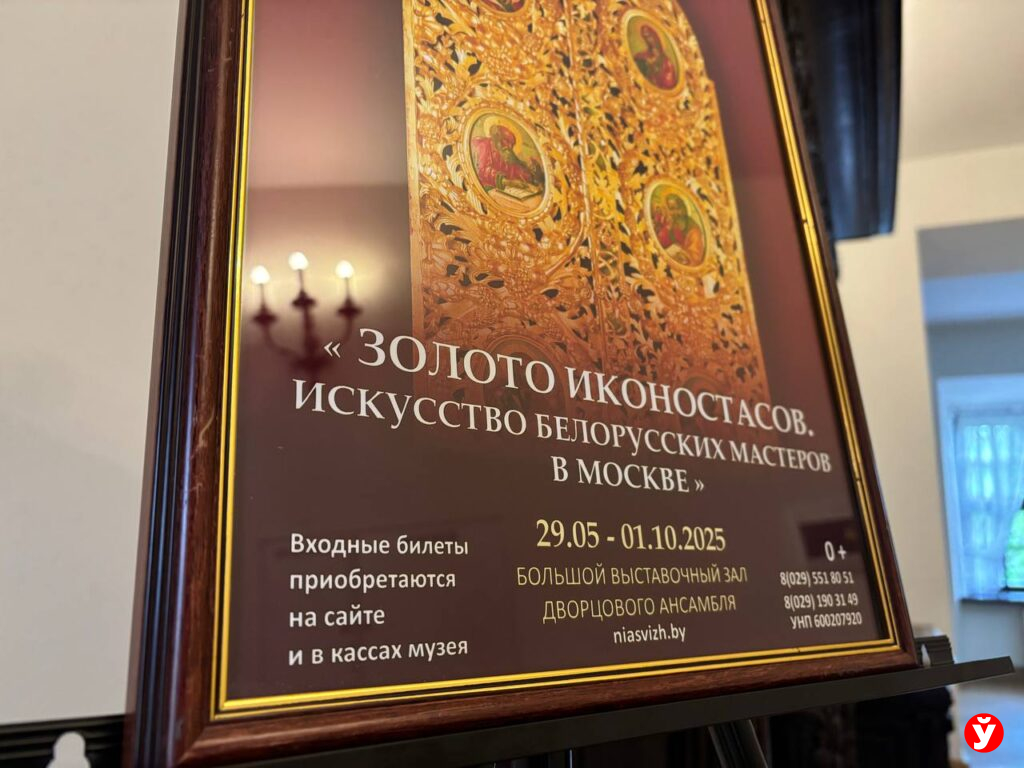 « ЗОЛОТО ИКОНОСТАСОВ.
ИСКУССТВО БЕЛОРУССКИХ МАСТЕРОВ
В МОСКВЕ »
Входные билеты
приобретаются
на сайте
и в кассах музея
29.05 - 01.10.2025
БОЛЬШОЙ ВЫСТАВОЧНЫЙ ЗАЛ
ДВОРЦОВОГО АНСАМБЛЯ
niasvizh.by
0+
8(029) 551 80 51
8(029) 190 31 49
УНП 600207920
Ў